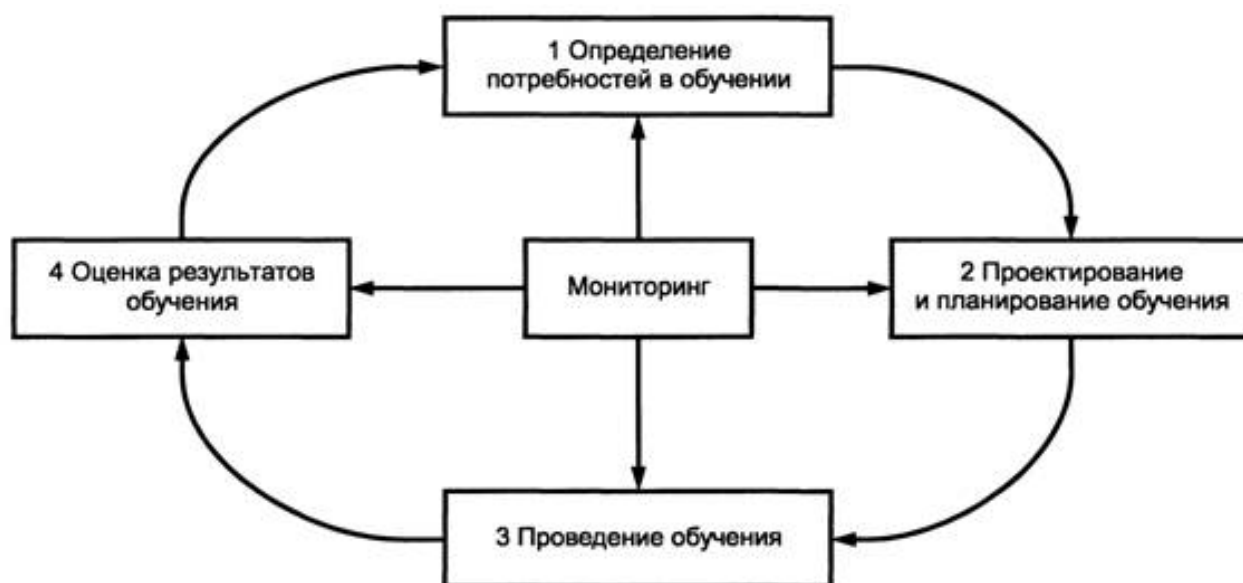 1 Определение
потребностей в обучении
4 Оценка результатов
обучения
Мониторинг
2 Проектирование
и планирование обучения
3 Проведение обучения